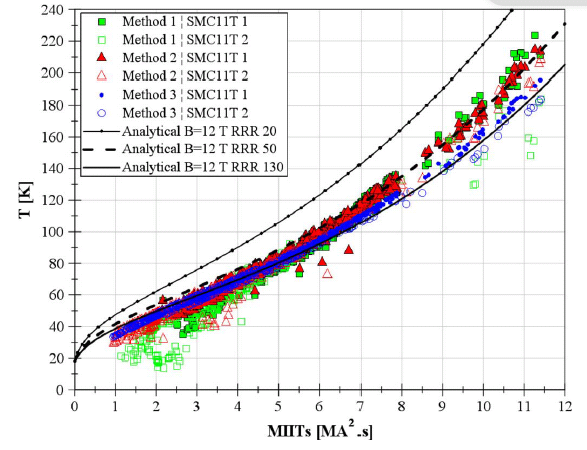 240
220
200
180
160
140
120
100
80
60
40
20
0
T [K]
Method 1 ¦ SMC11T 1
Method 1 ¦ SMC11T 2
Method 2 ¦ SMC11T 1
Method 2 ¦ SMC11T 2
Method 3 ¦ SMC11T 1
Method 3 ¦ SMC11T 2
Analytical B=12 T RRR 20
Analytical B=12 T RRR 50
Analytical B=12 T RRR 130
0 1 2 3 4 5 6 7 8 9 10 11 12
MIITs [MA²-s]